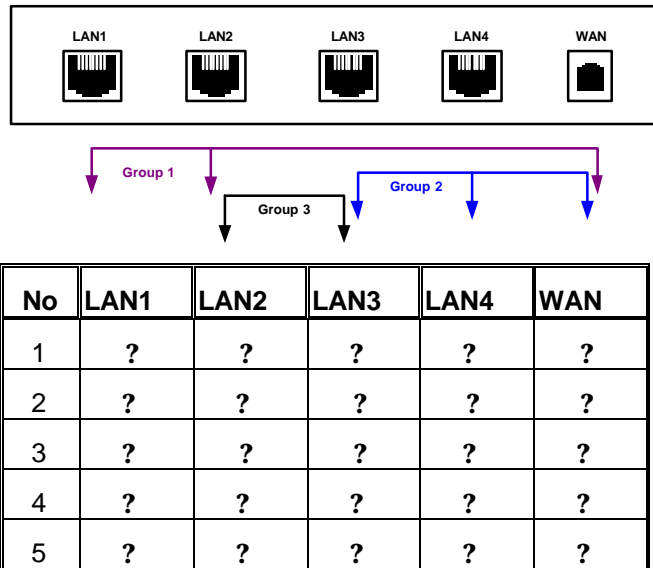 LAN1 LAN2 LAN3 LAN4 WAN
Group 1
Group 2
Group 3
No LAN1 LAN2 LAN3 LAN4 WAN
1 ? ? ? ? ?
2 ? ? ? ? ?
3 ? ? ? ? ?
4 ? ? ? ? ?
5 ? ? ? ? ?